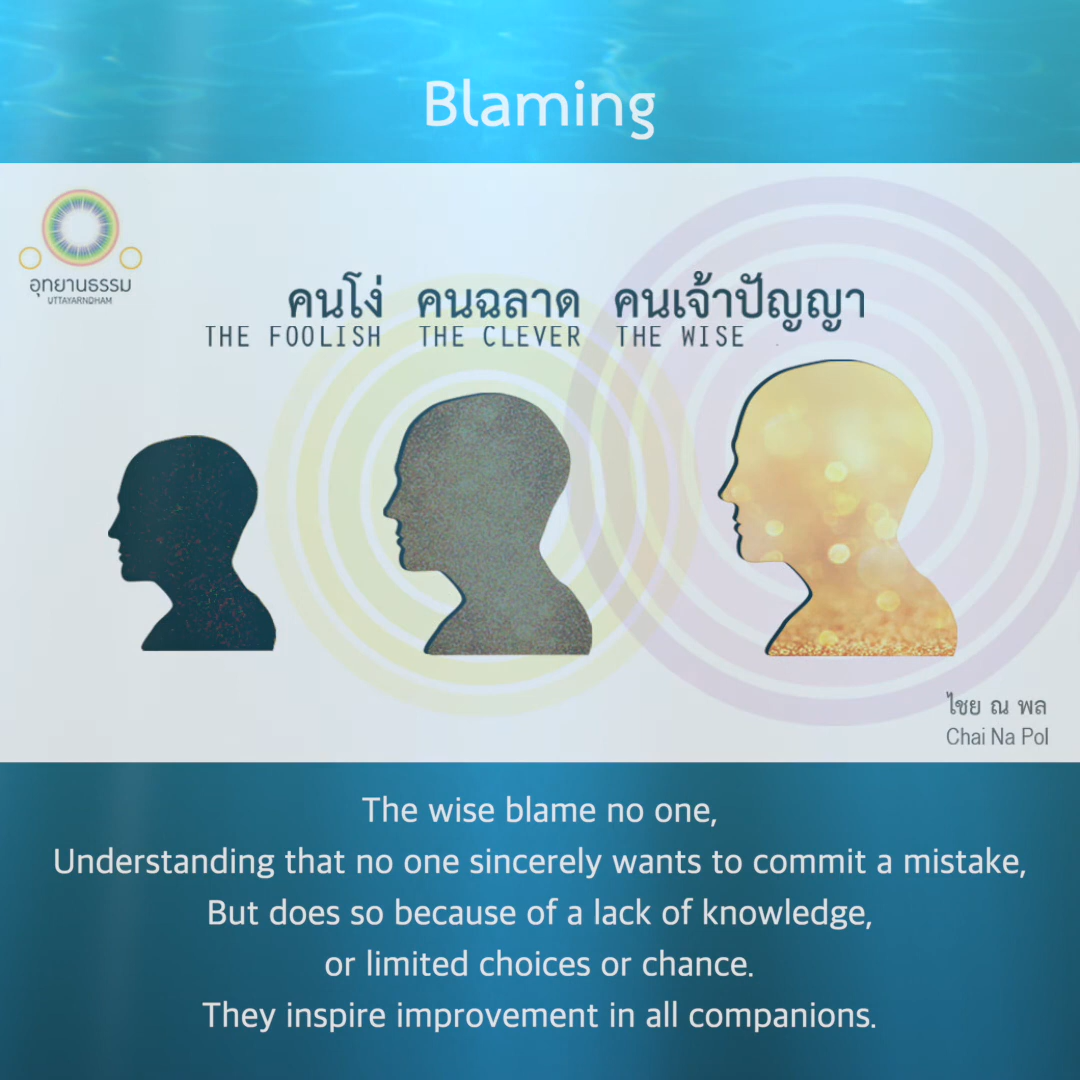 Blaming
อุทยานธรรม
UTTAYARNDHAM
คนโง่ คนฉลาด คนเจ้าปัญญา
THE FOOLISH THE CLEVER THE WISE
ไชย ณ พล
Chai Na Pol
The wise blame no one,
Understanding that no one sincerely wants to commit a mistake,
But does so because of a lack of knowledge,
or limited choices or chance.
They inspire improvement in all companions.